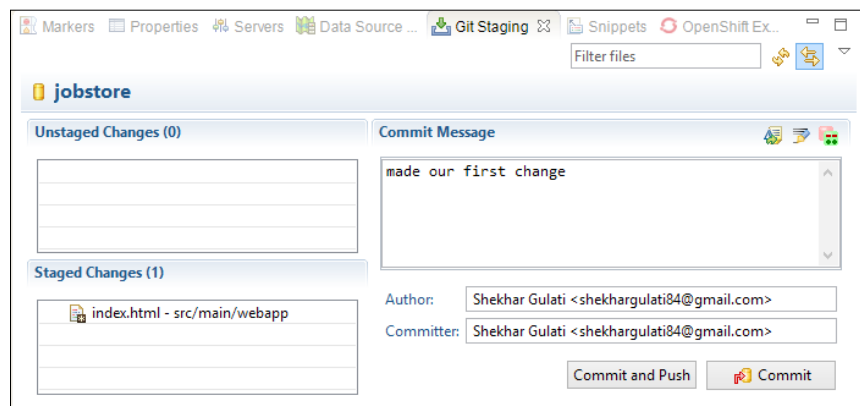 Markers Properties Servers Data Source ... Git Staging Snippets OpenShift Ex...
Filter files
jobstore
Unstaged Changes (0)
Commit Message
made our first change
Staged Changes (1)
index.html - src/main/webapp
Author: Shekhar Gulati <shekhargulati84@gmail.com>
Committer: Shekhar Gulati <shekhargulati84@gmail.com>
Commit and Push Commit